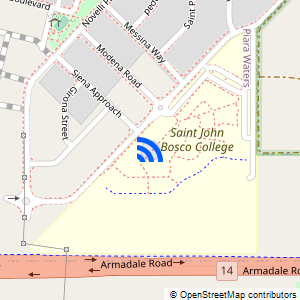 Boulevard
Novelli
Messina Way
Saint P
Piara Waters
Modena Road
Siena Approach
Girona Street
Saint John
Bosco College
Armadale Road
Armadale Ro
14
© OpenStreetMap contributors